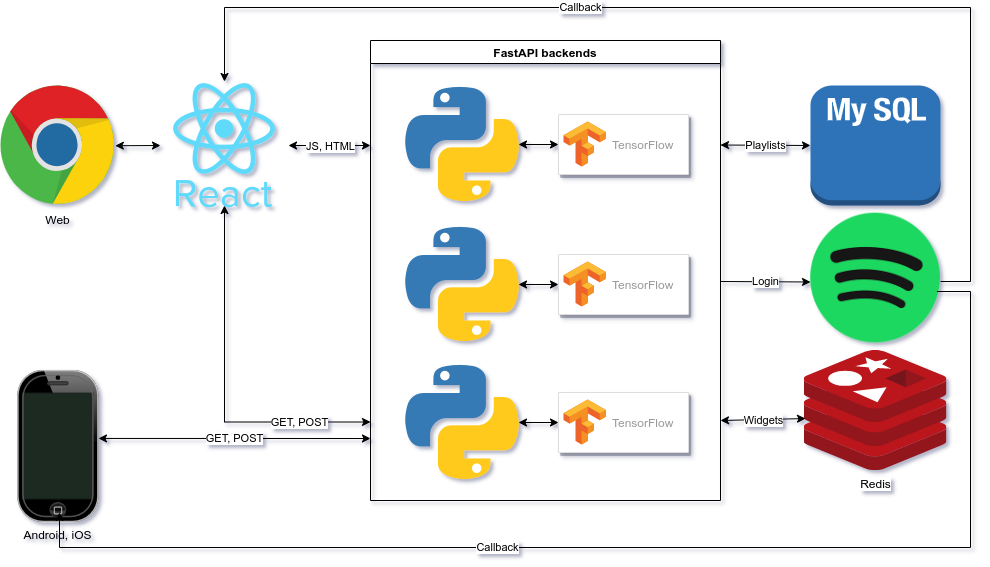 Callback
FastAPI backends
My SQL
JS, HTML
TensorFlow
Playlists
React
Web
TensorFlow
Login
GET, POST
TensorFlow
Widgets
GET, POST
Redis
Android, iOS
Callback